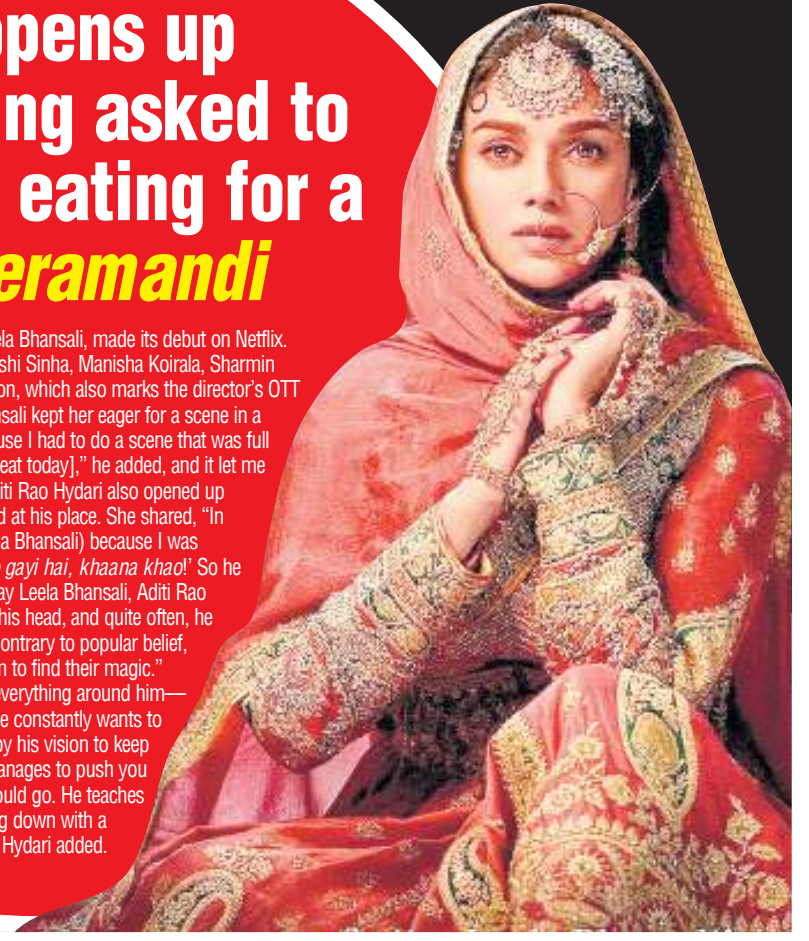 opens up
ng asked to
eating for a
eramandi
ela Bhansali, made its debut on Netflix.
shi Sinha, Manisha Koirala, Sharmin
on, which also marks the director's OTT
nsali kept her eager for a scene in a
use I had to do a scene that was full
eat today],” he added, and it let me
iti Rao Hydari also opened up
d at his place. She shared, “In
a Bhansali) because I was
gayi hai, khaana khao!’ So he
ay Leela Bhansali, Aditi Rao
his head, and quite often, he
ontrary to popular belief,
n to find their magic.”
everything around him—
e constantly wants to
by his vision to keep
anages to push you
ould go. He teaches
g down with a
Hydari added.